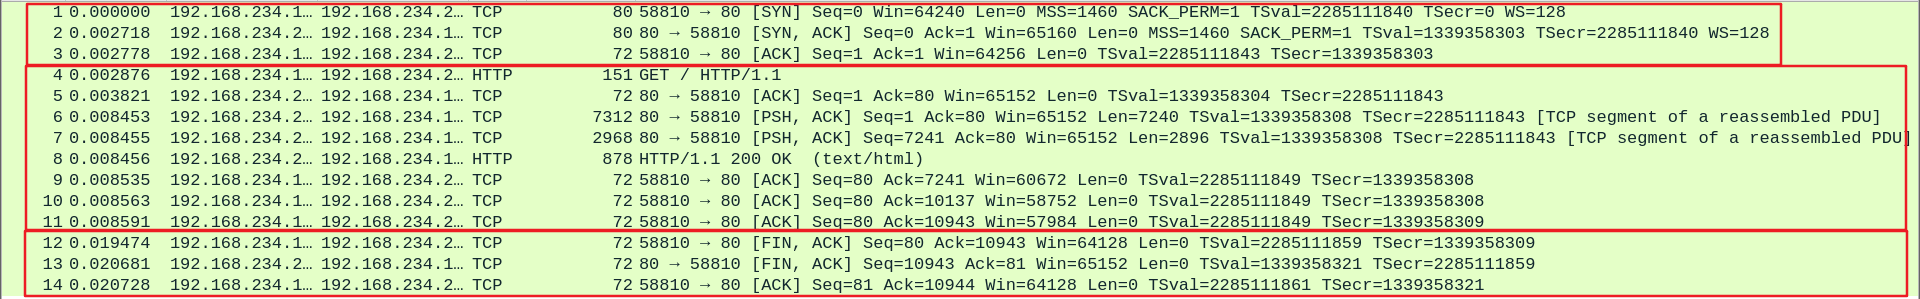 1 0.000000 192.168.234.1… 192.168.234.2… TCP 80 58810 → 80 [SYN] Seq=0 Win=64240 Len=0 MSS=1460 SACK_PERM=1 TSval=2285111840 TSecr=0 WS=128
2 0.002718 192.168.234.2… 192.168.234.1… TCP 80 80 → 58810 [SYN, ACK] Seq=0 Ack=1 Win=65160 Len=0 MSS=1460 SACK_PERM=1 TSval=1339358303 TSecr=2285111840 WS=128
3 0.002778 192.168.234.1… 192.168.234.2… TCP 72 58810 → 80 [ACK] Seq=1 Ack=1 Win=64256 Len=0 TSval=2285111843 TSecr=1339358303
4 0.002876 192.168.234.1… 192.168.234.2… HTTP 151 GET / HTTP/1.1
5 0.003821 192.168.234.2… 192.168.234.1… TCP 72 80 → 58810 [ACK] Seq=1 Ack=80 Win=65152 Len=0 TSval=1339358304 TSecr=2285111843
6 0.008453 192.168.234.2… 192.168.234.1… TCP 7312 80 → 58810 [PSH, ACK] Seq=1 Ack=80 Win=65152 Len=7240 TSval=1339358308 TSecr=2285111843 [TCP segment of a reassembled PDU]
7 0.008455 192.168.234.2… 192.168.234.1… TCP 2968 80 → 58810 [PSH, ACK] Seq=7241 Ack=80 Win=65152 Len=2896 TSval=1339358308 TSecr=2285111843 [TCP segment of a reassembled PDU]
8 0.008456 192.168.234.2… 192.168.234.1… HTTP 878 HTTP/1.1 200 OK (text/html)
9 0.008535 192.168.234.1… 192.168.234.2… TCP 72 58810 → 80 [ACK] Seq=80 Ack=7241 Win=60672 Len=0 TSval=2285111849 TSecr=1339358308
10 0.008563 192.168.234.1… 192.168.234.2… TCP 72 58810 → 80 [ACK] Seq=80 Ack=10137 Win=58752 Len=0 TSval=2285111849 TSecr=1339358308
11 0.008591 192.168.234.1… 192.168.234.2… TCP 72 58810 → 80 [ACK] Seq=80 Ack=10943 Win=57984 Len=0 TSval=2285111849 TSecr=1339358309
12 0.019474 192.168.234.1… 192.168.234.2… TCP 72 58810 → 80 [FIN, ACK] Seq=80 Ack=10943 Win=64128 Len=0 TSval=2285111859 TSecr=1339358309
13 0.020681 192.168.234.2… 192.168.234.1… TCP 72 80 → 58810 [FIN, ACK] Seq=10943 Ack=81 Win=65152 Len=0 TSval=1339358321 TSecr=2285111859
14 0.020728 192.168.234.1… 192.168.234.2… TCP 72 58810 → 80 [ACK] Seq=81 Ack=10944 Win=64128 Len=0 TSval=2285111861 TSecr=1339358321